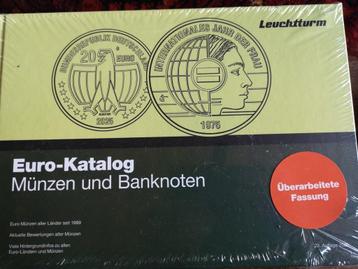 Leuchtturm
BUNDESREPUBLIK DEUTSCHLAND
20 EURO
2025
INTERNATIONALES JAHR DER FRAU
1975
Euro-Katalog
Münzen und Banknoten
Überarbeitete
Fassung
Euro-Münzen aller Länder seit 1999
Aktuelle Bewertungen aller Münzen
Viele Hintergrundinfos zu allen
Euro-Ländern und Münzen
Auflage